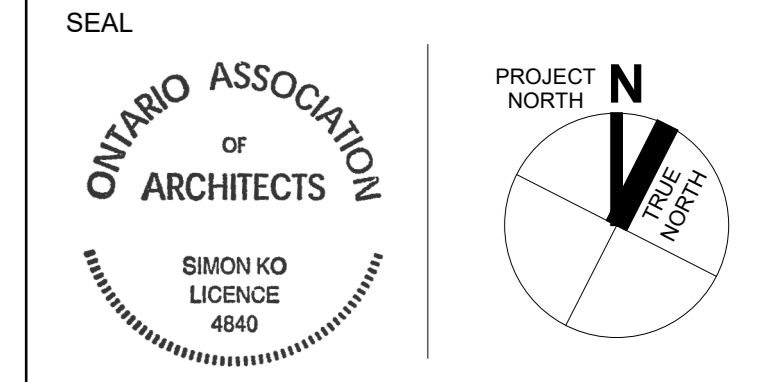 SEAL
ONTARIO ASSOCIATION
OF
ARCHITECTS
SIMON KO
LICENCE
4840
PROJECT
NORTH
N
TRUE
NORTH